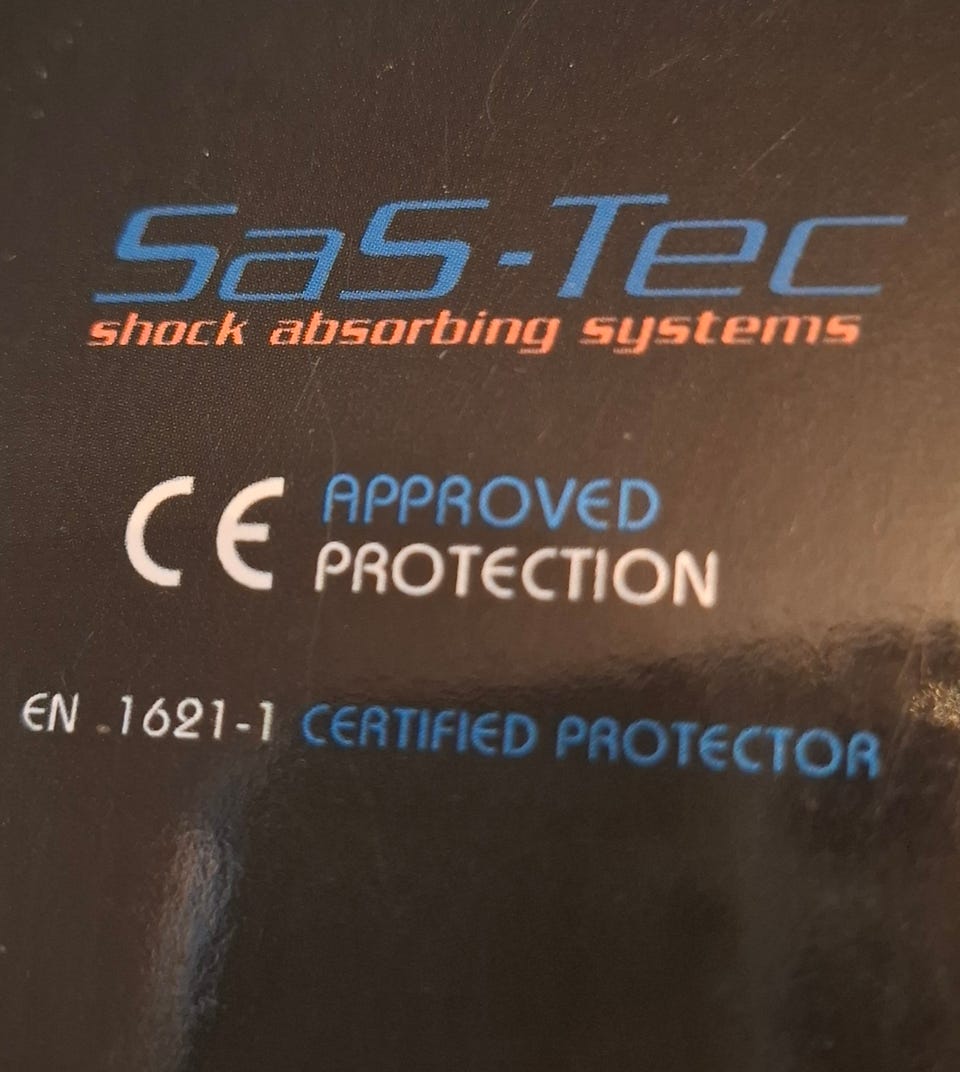 SaS-Tec
shock absorbing systems
CE APPROVED
PROTECTION
EN .1621-1 CERTIFIED PROTECTOR